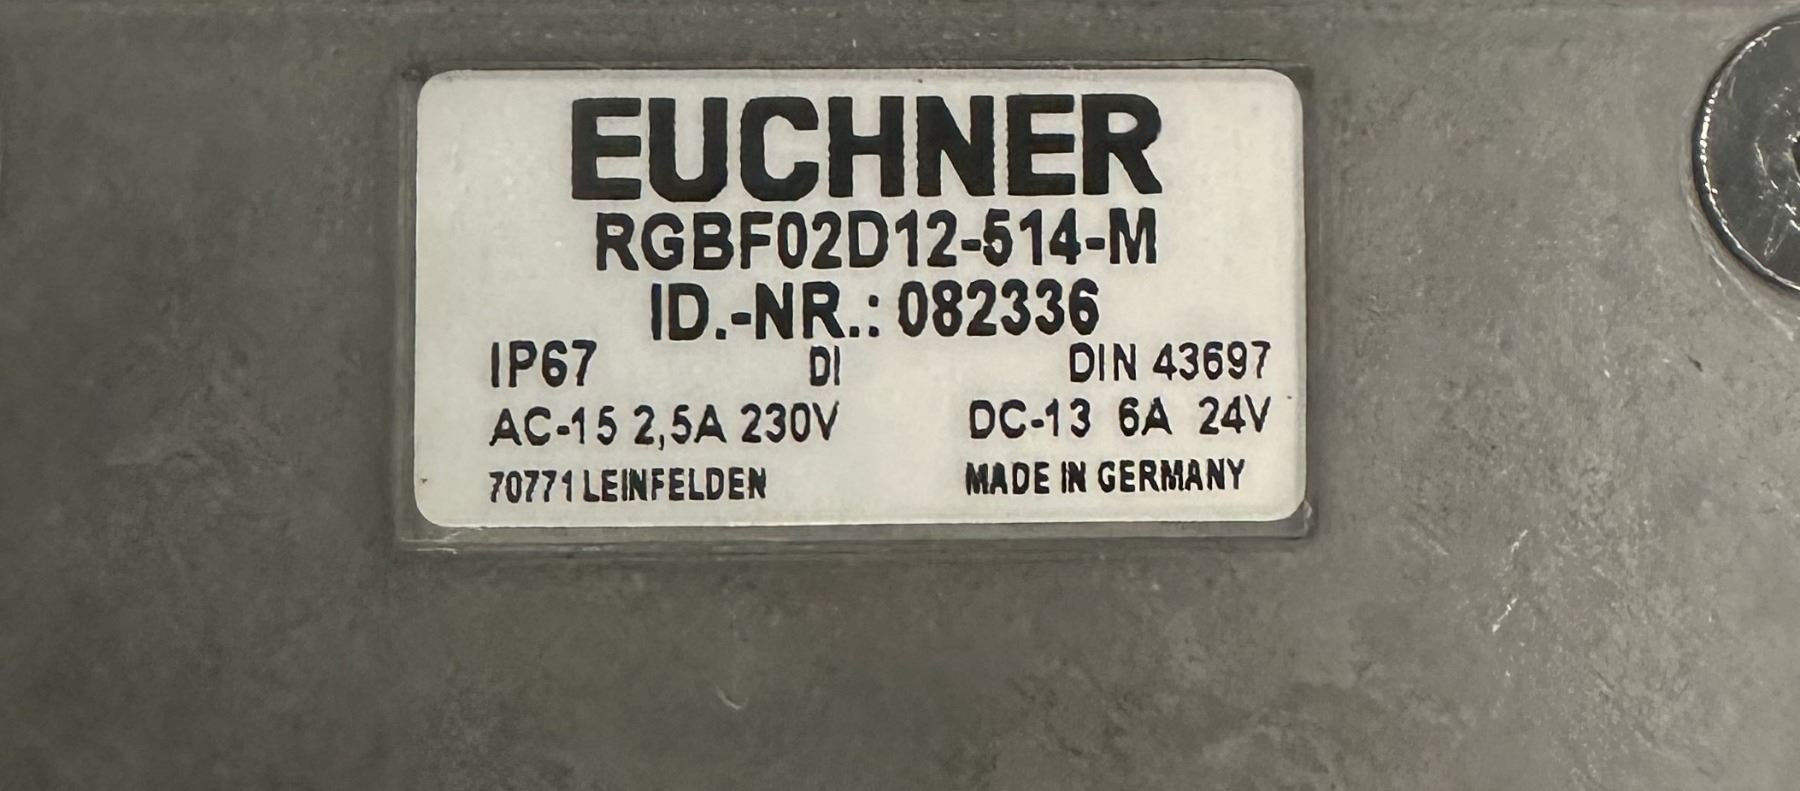 EUCHNER
RGBF02D12-514-M
ID.-NR.: 082336
IP67 DI DIN 43697
AC-15 2,5A 230V DC-13 6A 24V
70771 LEINFELDEN MADE IN GERMANY